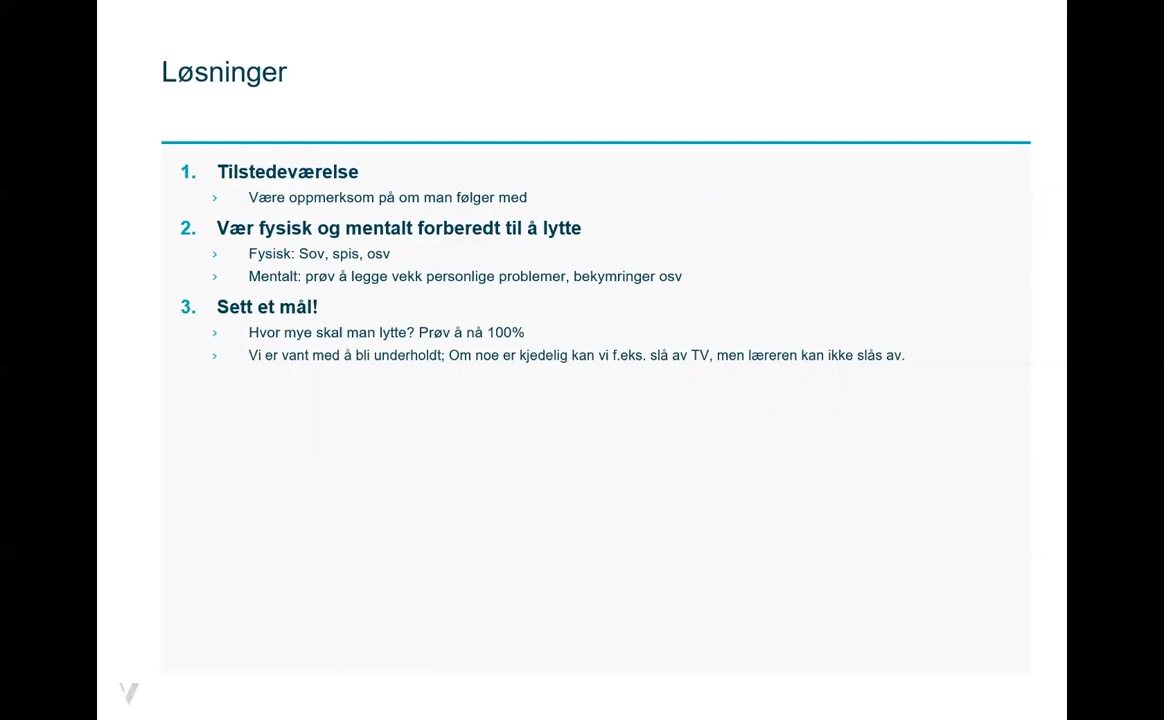 Løsninger
1. Tilstedeværelse
› Være oppmerksom på om man følger med
2. Vær fysisk og mentalt forberedt til å lytte
› Fysisk: Sov, spis, osv
› Mentalt: prøv å legge vekk personlige problemer, bekymringer osv
3. Sett et mål!
› Hvor mye skal man lytte? Prøv å nå 100%
› Vi er vant med å bli underholdt; Om noe er kjedelig kan vi f.eks. slå av TV, men læreren kan ikke slås av.